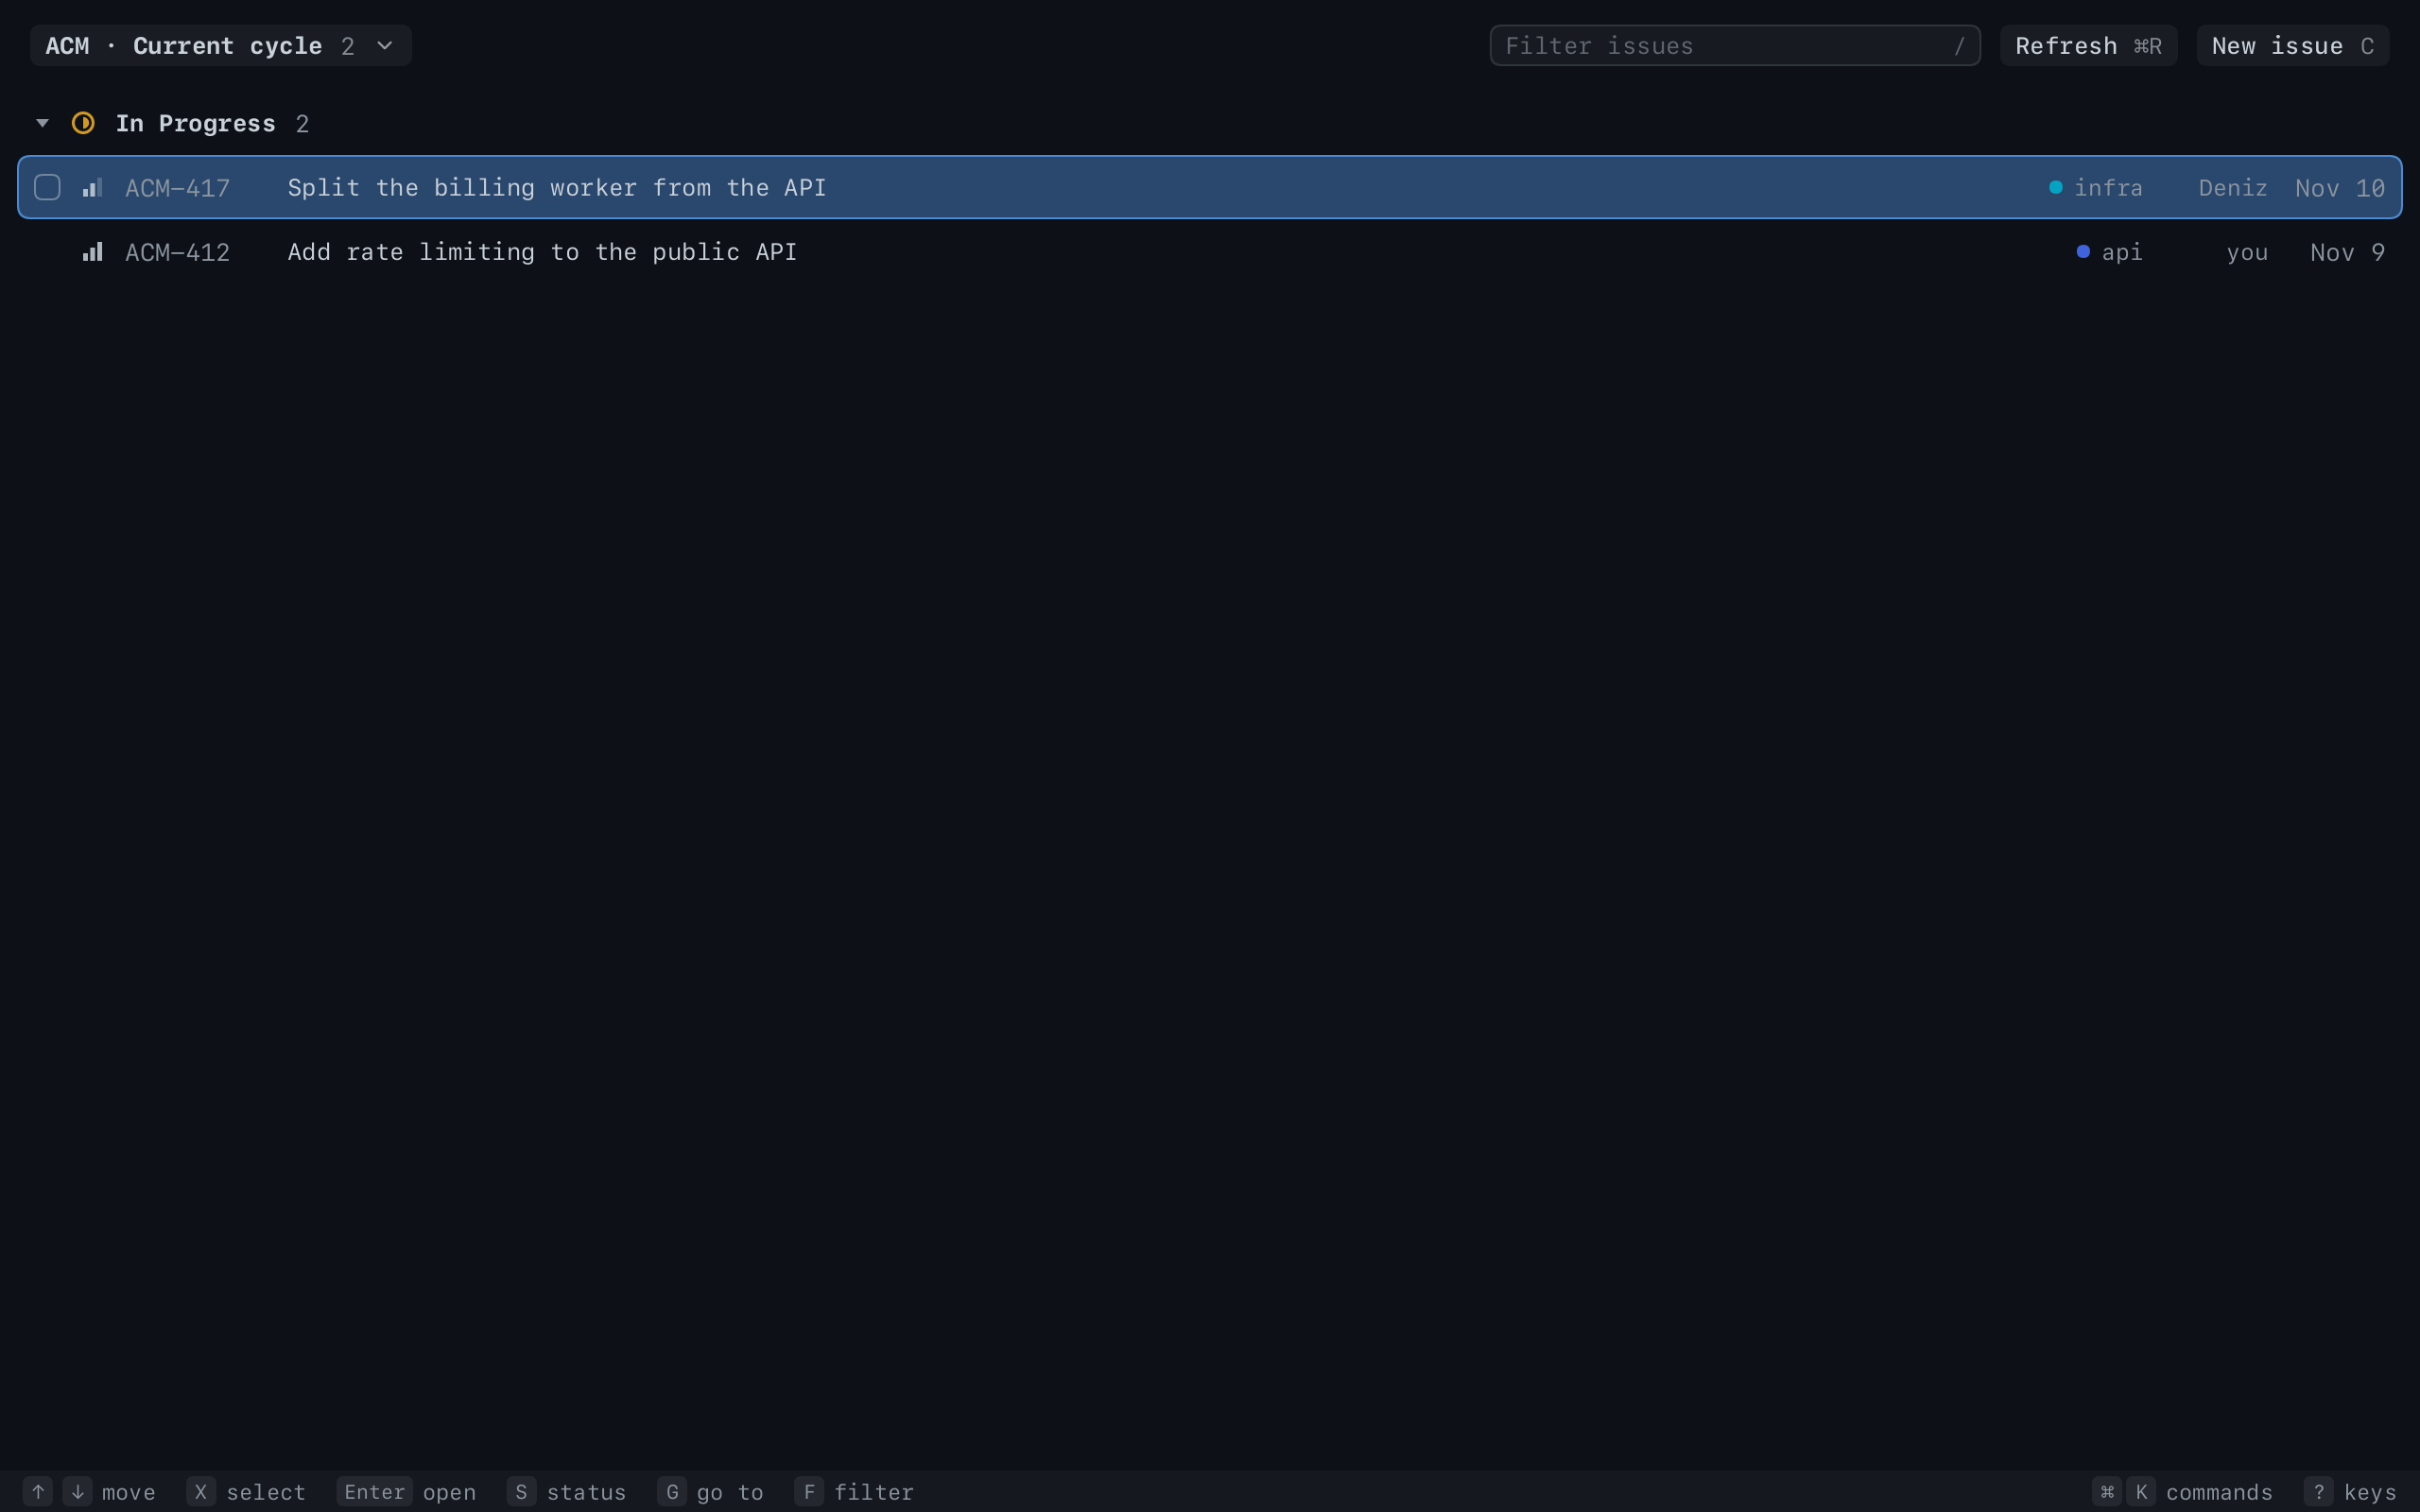 ACM · Current cycle 2 Filter issues / Refresh ⌘R New issue C
In Progress 2
ACM-417 Split the billing worker from the API infra Deniz Nov 10
ACM-412 Add rate limiting to the public API api you Nov 9
↑ ↓ move X select Enter open S status G go to F filter ⌘ K commands ? keys